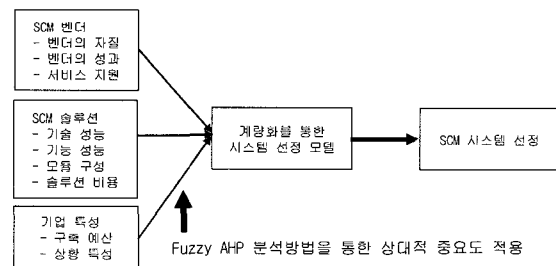 SCM 벤더
- 벤더의 자질
- 벤더의 성과
- 서비스 지원
SCM 솔루션
- 기술 성능
- 기능 성능
- 모듈 구성
- 솔루션 비용
기업 특성
- 구축 예산
- 상황 특성
계량화를 통한
시스템 선정 모델
SCM 시스템 선정
Fuzzy AHP 분석방법을 통한 상대적 중요도 적용